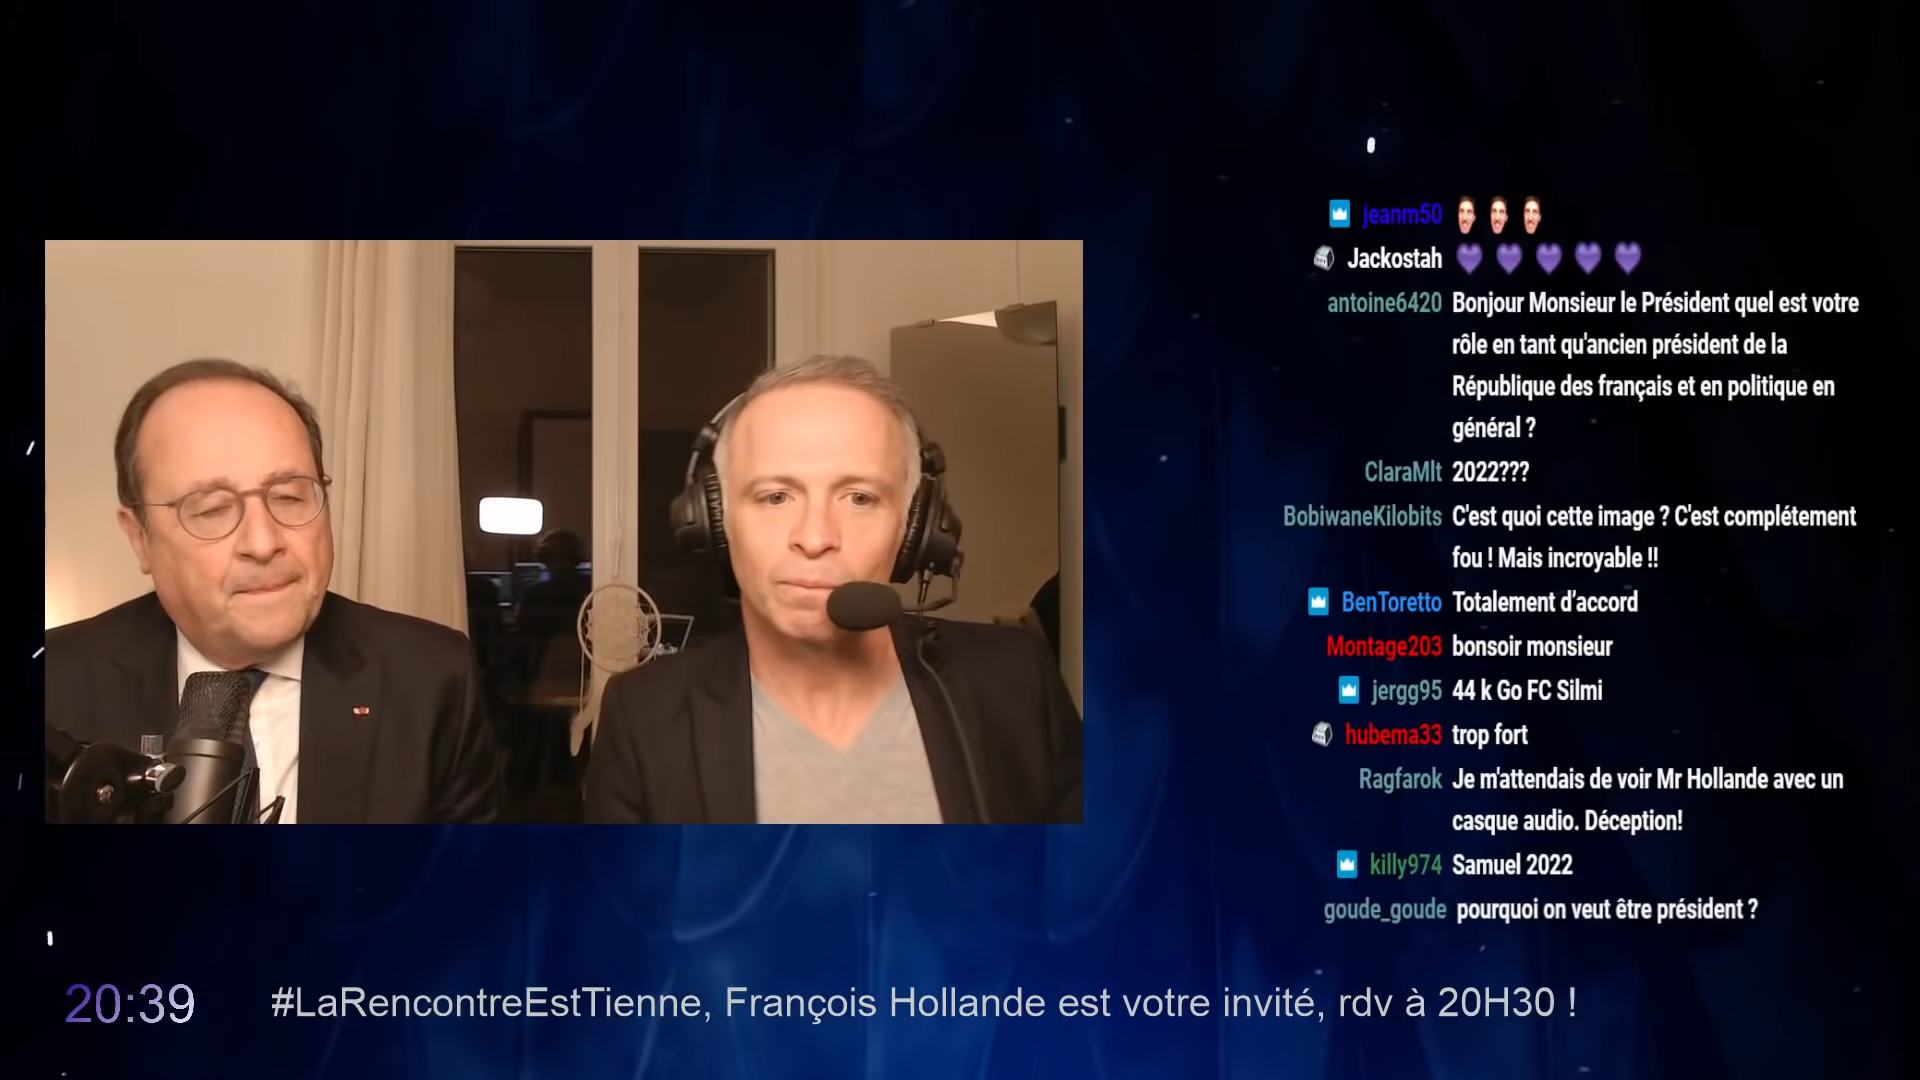 jeanm50
Jackostah
antoine6420 Bonjour Monsieur le Président quel est votre
rôle en tant qu'ancien président de la
République des français et en politique en
général ?
ClaraMlt 2022???
BobiwaneKilobits C'est quoi cette image ? C'est complétement
fou ! Mais incroyable !!
BenToretto Totalement d'accord
Montage203 bonsoir monsieur
jergg95 44 k Go FC Silmi
hubema33 trop fort
Ragfarok Je m'attendais de voir Mr Hollande avec un
casque audio. Déception!
killy974 Samuel 2022
goude_goude pourquoi on veut être président ?
20:39 #LaRencontreEstTienne, François Hollande est votre invité, rdv à 20H30 !